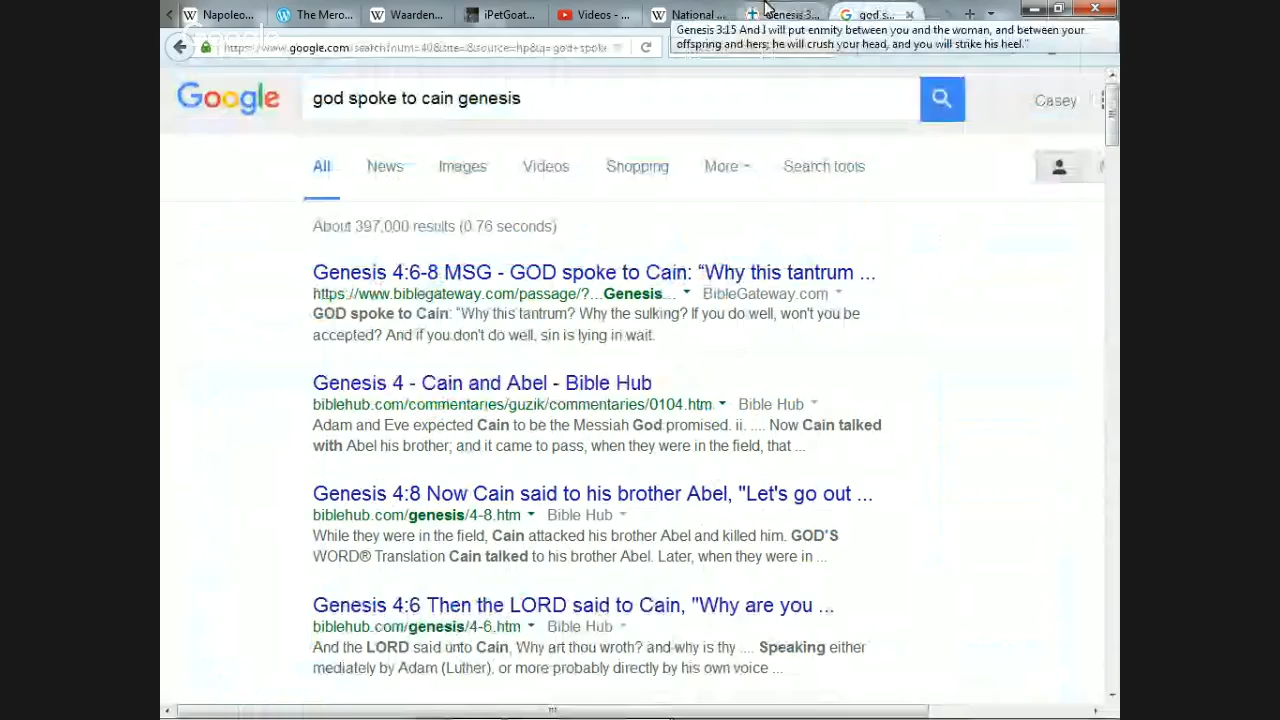 Napoleo...
The Mero...
Waarden...
iPetGoat...
Videos - ...
National ...
Genesis 3...
god s...
Genesis 3:15 And I will put enmity between you and the woman, and between your
offspring and hers; he will crush your head, and you will strike his heel."
https://www.google.com
Google
god spoke to cain genesis
Casey
All
News
Images
Videos
Shopping
More
Search tools
About 397,000 results (0.76 seconds)
Genesis 4:6-8 MSG - GOD spoke to Cain: “Why this tantrum ...
https://www.biblegateway.com/passage/?...Genesis... BibleGateway.com
GOD spoke to Cain: “Why this tantrum? Why the sulking? If you do well, won't you be
accepted? And if you don't do well, sin is lying in wait.
Genesis 4 - Cain and Abel - Bible Hub
biblehub.com/commentaries/guzik/commentaries/0104.htm Bible Hub
Adam and Eve expected Cain to be the Messiah God promised. ii. .... Now Cain talked
with Abel his brother; and it came to pass, when they were in the field, that ...
Genesis 4:8 Now Cain said to his brother Abel, "Let's go out ...
biblehub.com/genesis/4-8.htm Bible Hub
While they were in the field, Cain attacked his brother Abel and killed him. GOD'S
WORD® Translation Cain talked to his brother Abel. Later, when they were in ...
Genesis 4:6 Then the LORD said to Cain, "Why are you ...
biblehub.com/genesis/4-6.htm Bible Hub
And the LORD said unto Cain, Why art thou wroth? and why is thy .... Speaking either
mediately by Adam (Luther), or more probably directly by his own voice ...